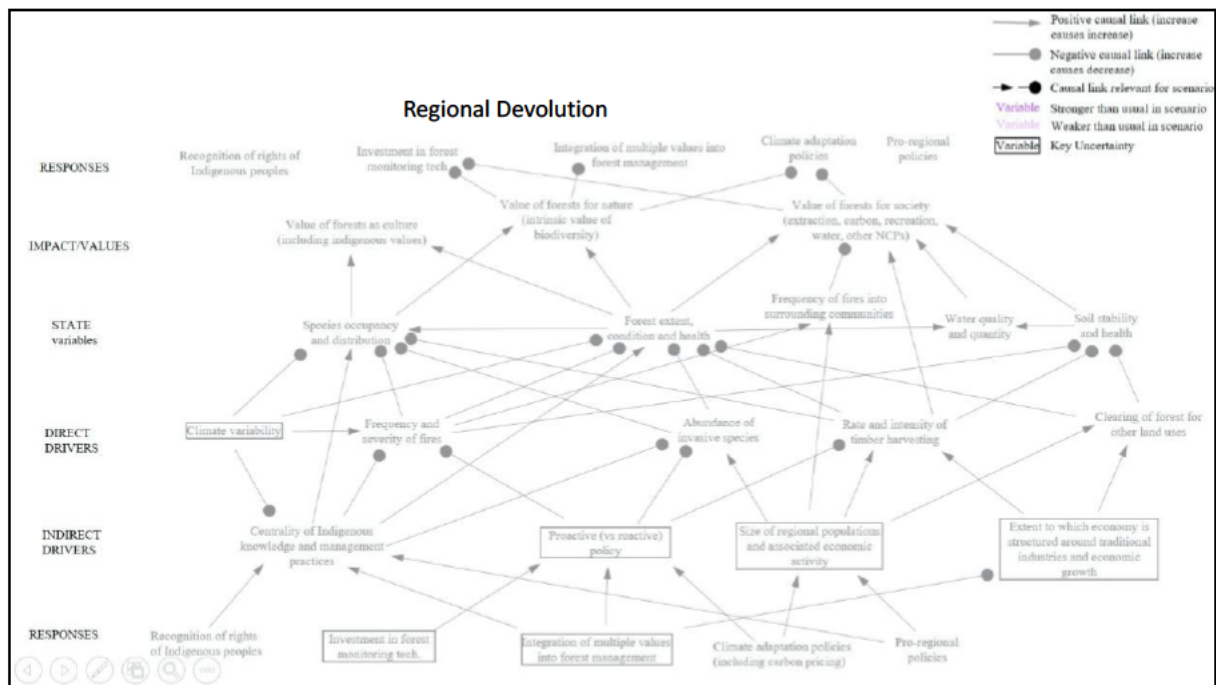 Positive causal link (increase
causes increase)
Negative causal link (increase
causes decrease)
Causal link relevant for scenario
Variable Stronger than usual in scenario
Variable Weaker than usual in scenario
Variable Key Uncertainty
Regional Devolution
RESPONSES
Recognition of rights of
Indigenous peoples
Investment in forest
monitoring tech.
Integration of multiple values into
forest management
Climate adaptation
policies
Pro-regional
policies
IMPACT/VALUES
Value of forests as culture
(including indigenous values)
Value of forests for nature
(intrinsic value of
biodiversity)
Value of forests for society
(extraction, carbon, recreation,
water, other NCPs)
STATE
variables
Species occupancy
and distribution
Forest extent,
condition and health
Frequency of fires into
surrounding communities
Water quality
and quantity
Soil stability
and health
DIRECT
DRIVERS
Climate variability
Frequency and
severity of fires
Abundance of
invasive species
Rate and intensity of
timber harvesting
Clearing of forest for
other land uses
INDIRECT
DRIVERS
Centrality of Indigenous
knowledge and management
practices
Proactive (vs reactive)
policy
Size of regional populations
and associated economic
activity
Extent to which economy is
structured around traditional
industries and economic
growth
RESPONSES
Recognition of rights
of Indigenous peoples
Investment in forest
monitoring tech.
Integration of multiple values
into forest management
Climate adaptation policies
(including carbon pricing)
Pro-regional
policies